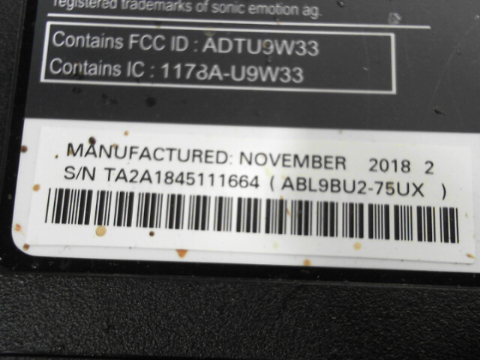 registered trademarks of sonic emotion ag.
Contains FCC ID : ADTU9W33
Contains IC : 1178A-U9W33
MANUFACTURED: NOVEMBER 2018 2
S/N TA2A1845111664 ( ABL9BU2-75UX )